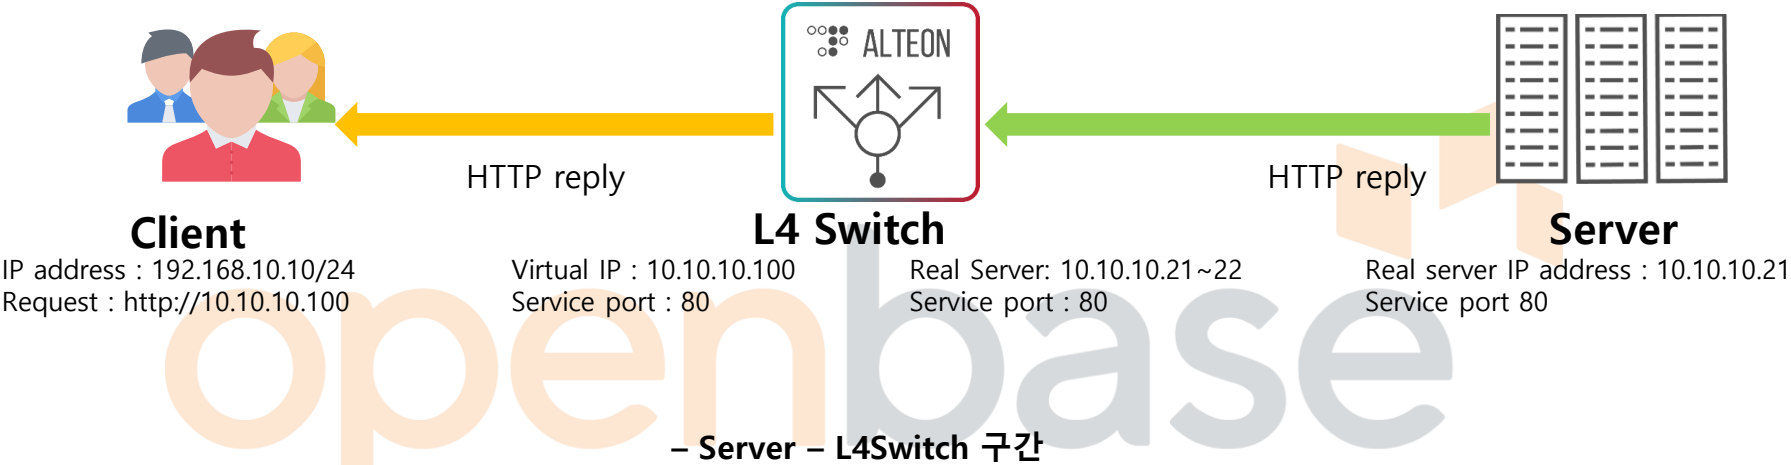 ALTEON
HTTP reply
HTTP reply
Client
L4 Switch
Server
IP address : 192.168.10.10/24
Request : http://10.10.10.100
Virtual IP : 10.10.10.100
Service port : 80
Real Server: 10.10.10.21~22
Service port : 80
Real server IP address : 10.10.10.21
Service port 80
openbase
– Server – L4Switch 구간